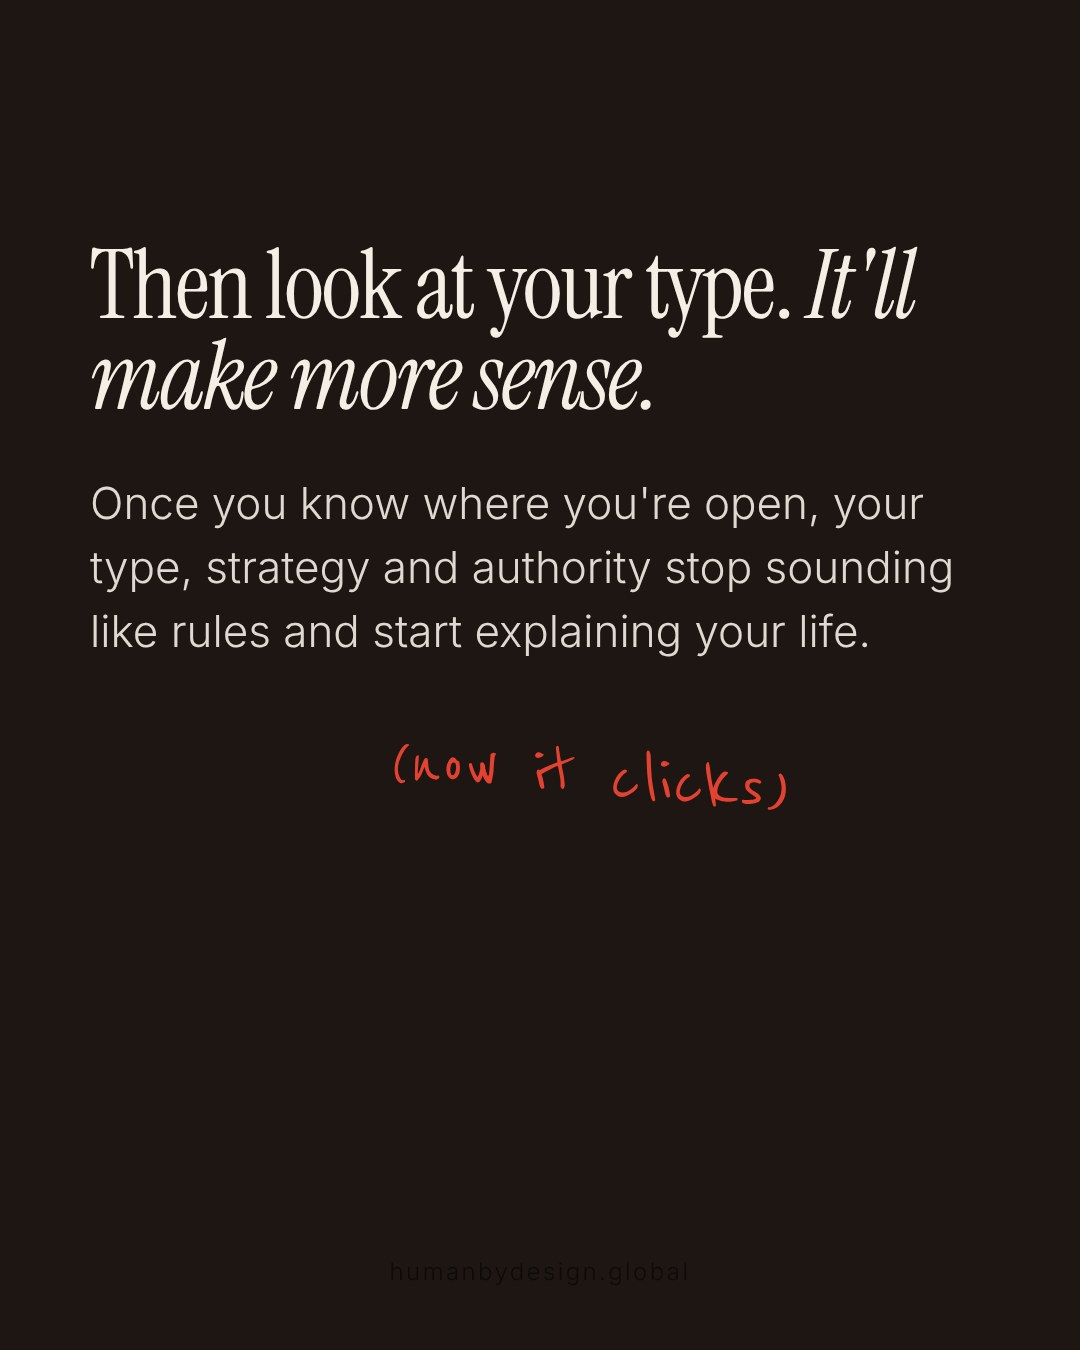 Then look at your type. It'll
make more sense.
Once you know where you're open, your
type, strategy and authority stop sounding
like rules and start explaining your life.
(now it clicks)
humanbydesign.global